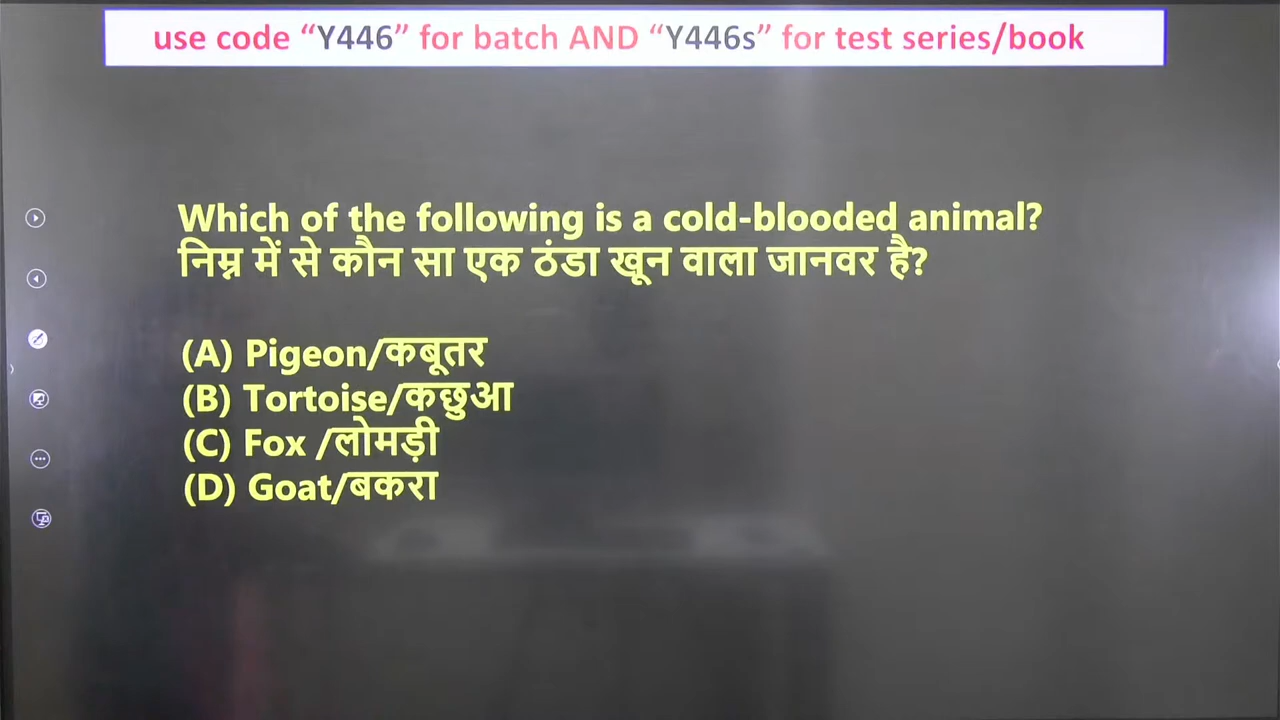 use code “Y446” for batch AND “Y446s” for test series/book
Which of the following is a cold-blooded animal?
निम्न में से कौन सा एक ठंडा खून वाला जानवर है?
(A) Pigeon/कबूतर
(B) Tortoise/कछुआ
(C) Fox /लोमड़ी
(D) Goat/बकरा